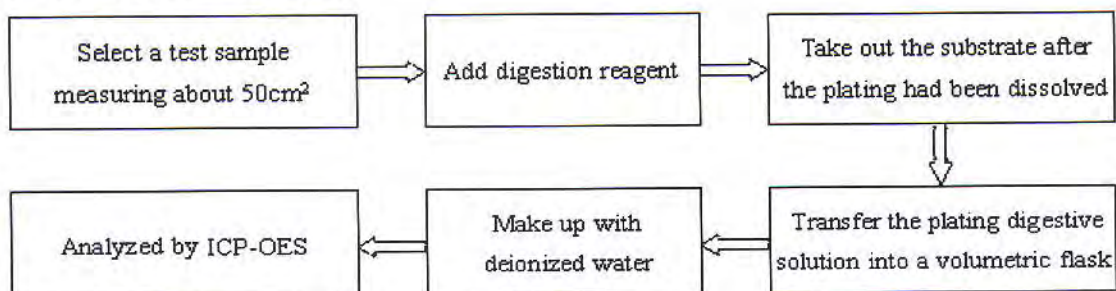 Select a test sample
measuring about 50cm²
Add digestion reagent
Take out the substrate after
the plating had been dissolved
Transfer the plating digestive
solution into a volumetric flask
Make up with
deionized water
Analyzed by ICP-OES